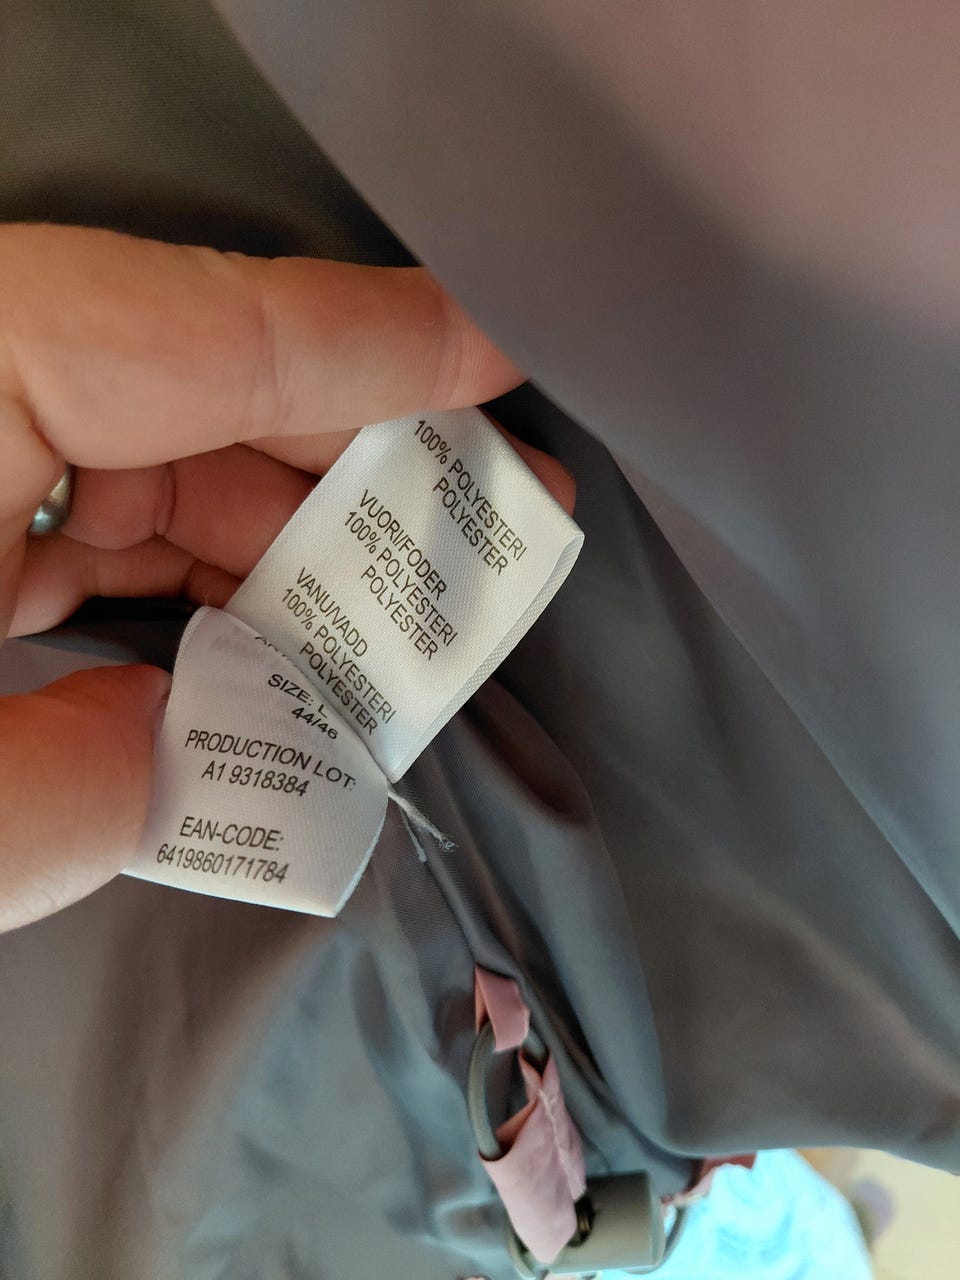 100% POLYESTERI
POLYESTER
VUORI/FODER
100% POLYESTERI
POLYESTER
VANU/VADD
100% POLYESTERI
POLYESTER
SIZE: L
44/46
PRODUCTION LOT:
A1 9318384
EAN-CODE:
6419860171784